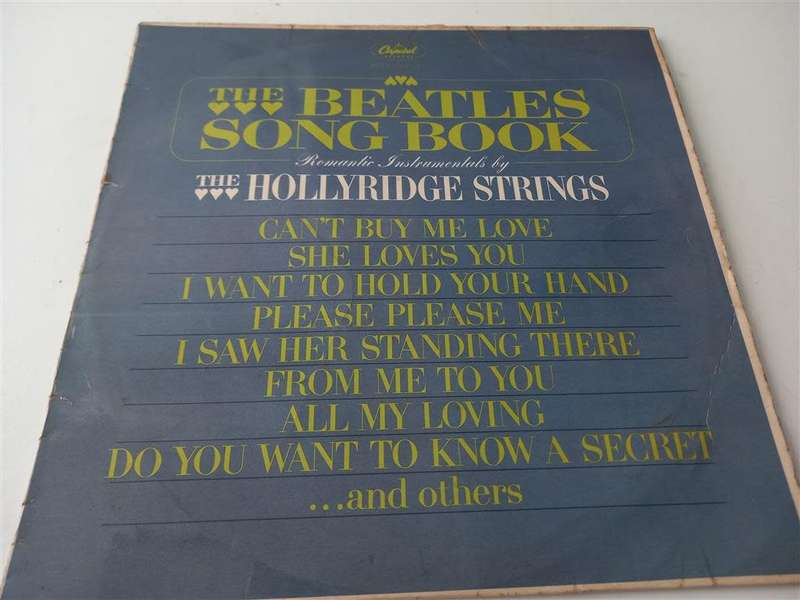 Capitol
THE BEATLES
SONG BOOK
Romantic Instrumentals by
THE HOLLYRIDGE STRINGS
CAN'T BUY ME LOVE
SHE LOVES YOU
I WANT TO HOLD YOUR HAND
PLEASE PLEASE ME
I SAW HER STANDING THERE
FROM ME TO YOU
ALL MY LOVING
DO YOU WANT TO KNOW A SECRET
...and others